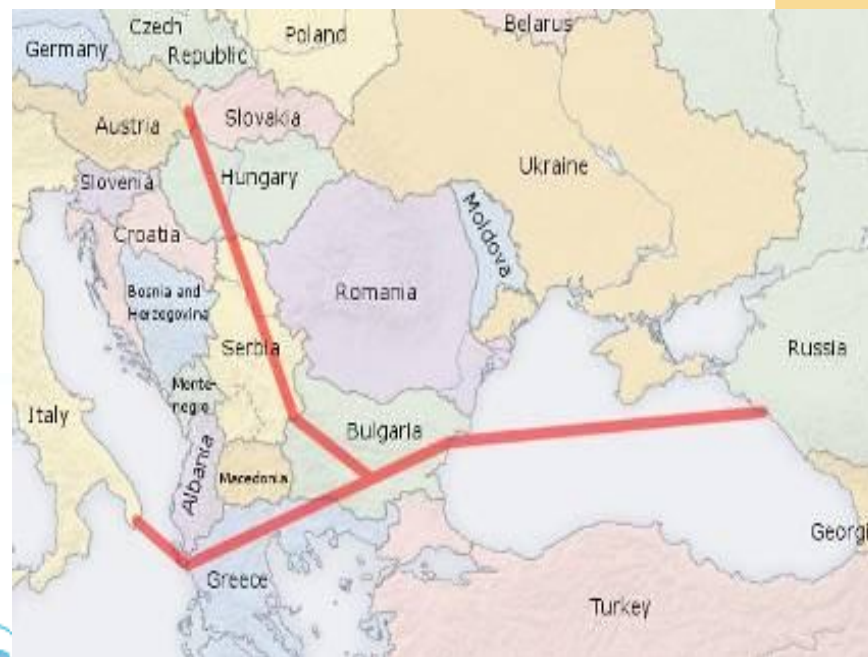 Czech
Republic
Poland
Belarus
Germany
Austria
Slovakia
Ukraine
Slovenia
Hungary
Moldova
Croatia
Bosnia and
Herzegovina
Romania
Serbia
Russia
Monte-
negro
Italy
Bulgaria
Albania
Macedonia
Georgi
Greece
Turkey